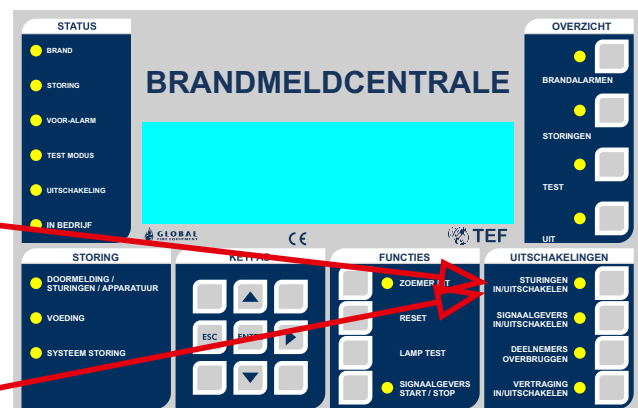 STATUS
BRAND
STORING
VOOR-ALARM
TEST MODUS
UITSCHAKELING
IN BEDRIJF
BRANDMELDCENTRALE
GLOBAL
FIRE EQUIPMENT
CE
TEF
OVERZICHT
BRANDALARMEN
STORINGEN
TEST
UIT
STORING
DOORMELDING /
STURINGEN / APPARATUUR
VOEDING
SYSTEEM STORING
ESC
FUNCTIES
RESET
LAMP TEST
SIGNAALGEVERS
START / STOP
UITSCHAKELINGEN
STURINGEN
IN/UITSCHAKELEN
SIGNAALGEVERS
IN/UITSCHAKELEN
DEELNEMERS
OVERBRUGGEN
VERTRAGING
IN/UITSCHAKELEN